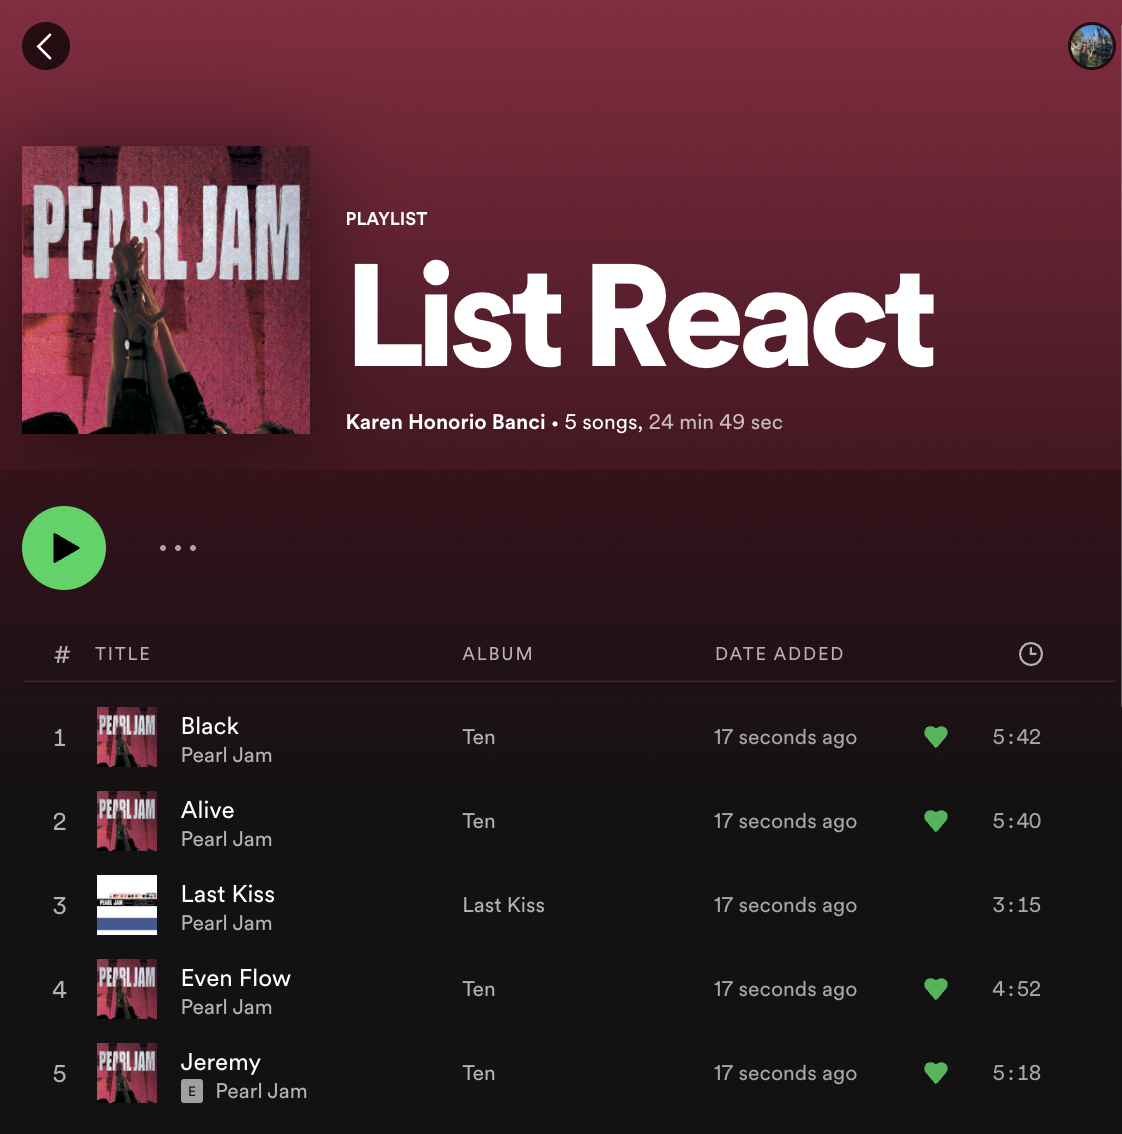 PEARL JAM
PLAYLIST
List React
Karen Honorio Banci • 5 songs, 24 min 49 sec
# TITLE ALBUM DATE ADDED
1 Black Ten 17 seconds ago 5:42
Pearl Jam
2 Alive Ten 17 seconds ago 5:40
Pearl Jam
3 Last Kiss Last Kiss 17 seconds ago 3:15
Pearl Jam
4 Even Flow Ten 17 seconds ago 4:52
Pearl Jam
5 Jeremy Ten 17 seconds ago 5:18
E Pearl Jam